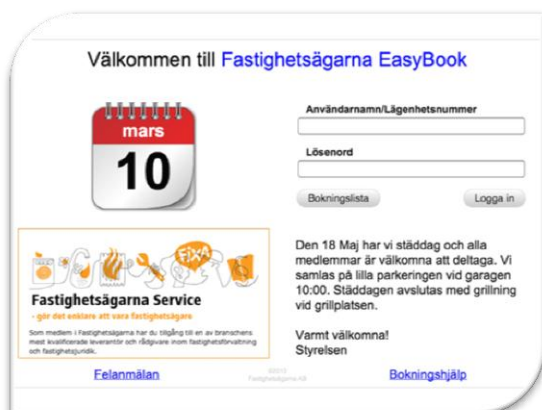 Välkommen till Fastighetsägarna EasyBook
mars
10
Användarnamn/Lägenhetsnummer
Lösenord
Bokningslista
Logga in
FIXA
Fastighetsägarna Service
- gör det enklare att vara fastighetsägare
Som medlem i Fastighetsägarna har du tillgång till en av branschens
mest kvalificerade leverantör och rådgivare inom fastighetsförvaltning
och fastighetsjuridik.
Den 18 Maj har vi städdag och alla
medlemmar är välkomna att deltaga. Vi
samlas på lilla parkeringen vid garagen
10:00. Städdagen avslutas med grillning
vid grillplatsen.
Varmt välkomna!
Styrelsen
Felanmälan
Fastighetsägarna AB
Bokningshjälp